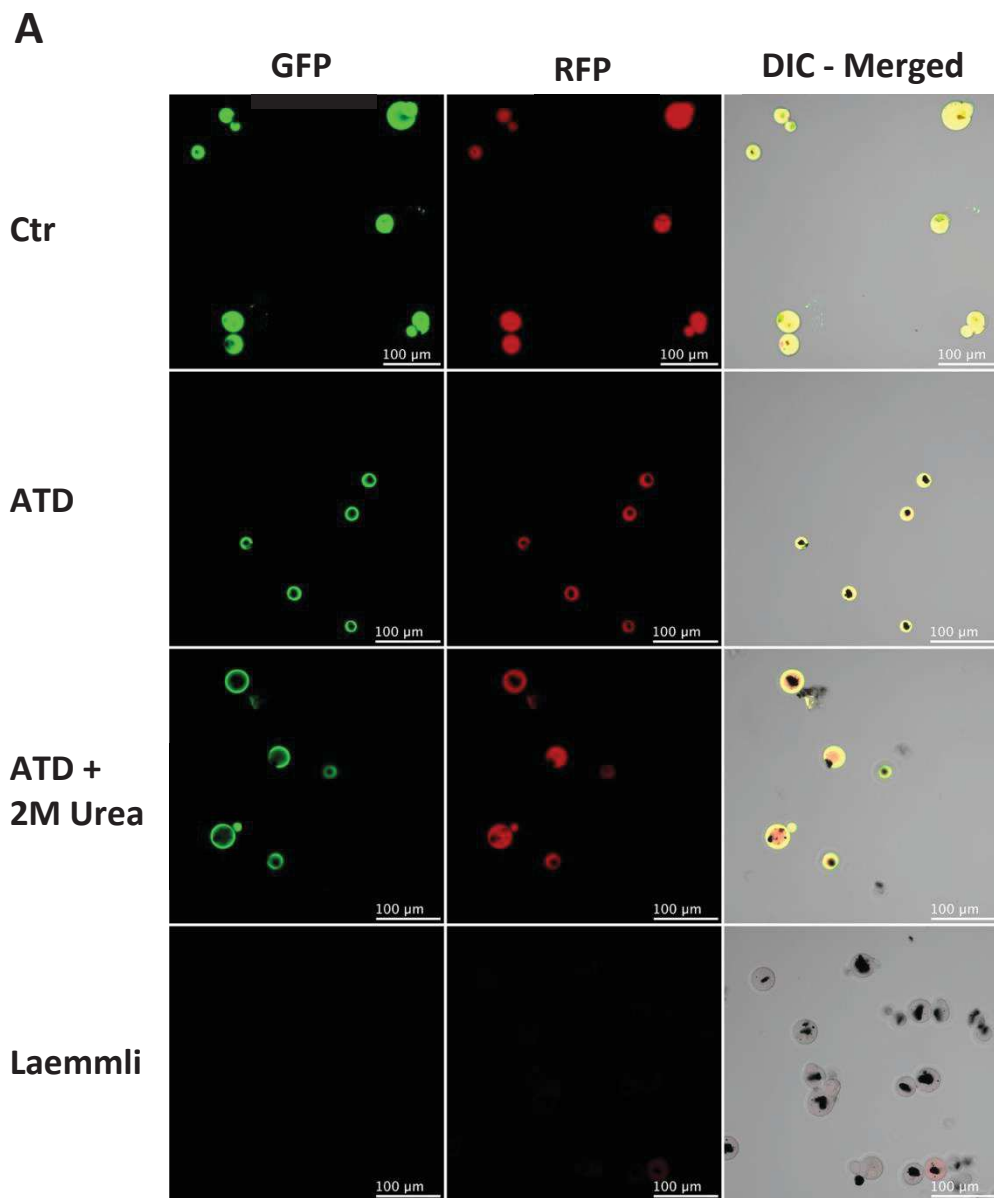 A
GFP RFP DIC - Merged
Ctr
100 µm 100 µm 100 µm
ATD
100 µm 100 µm 100 µm
ATD +
2M Urea
100 µm 100 µm 100 µm
Laemmli
100 µm 100 µm 100 µm